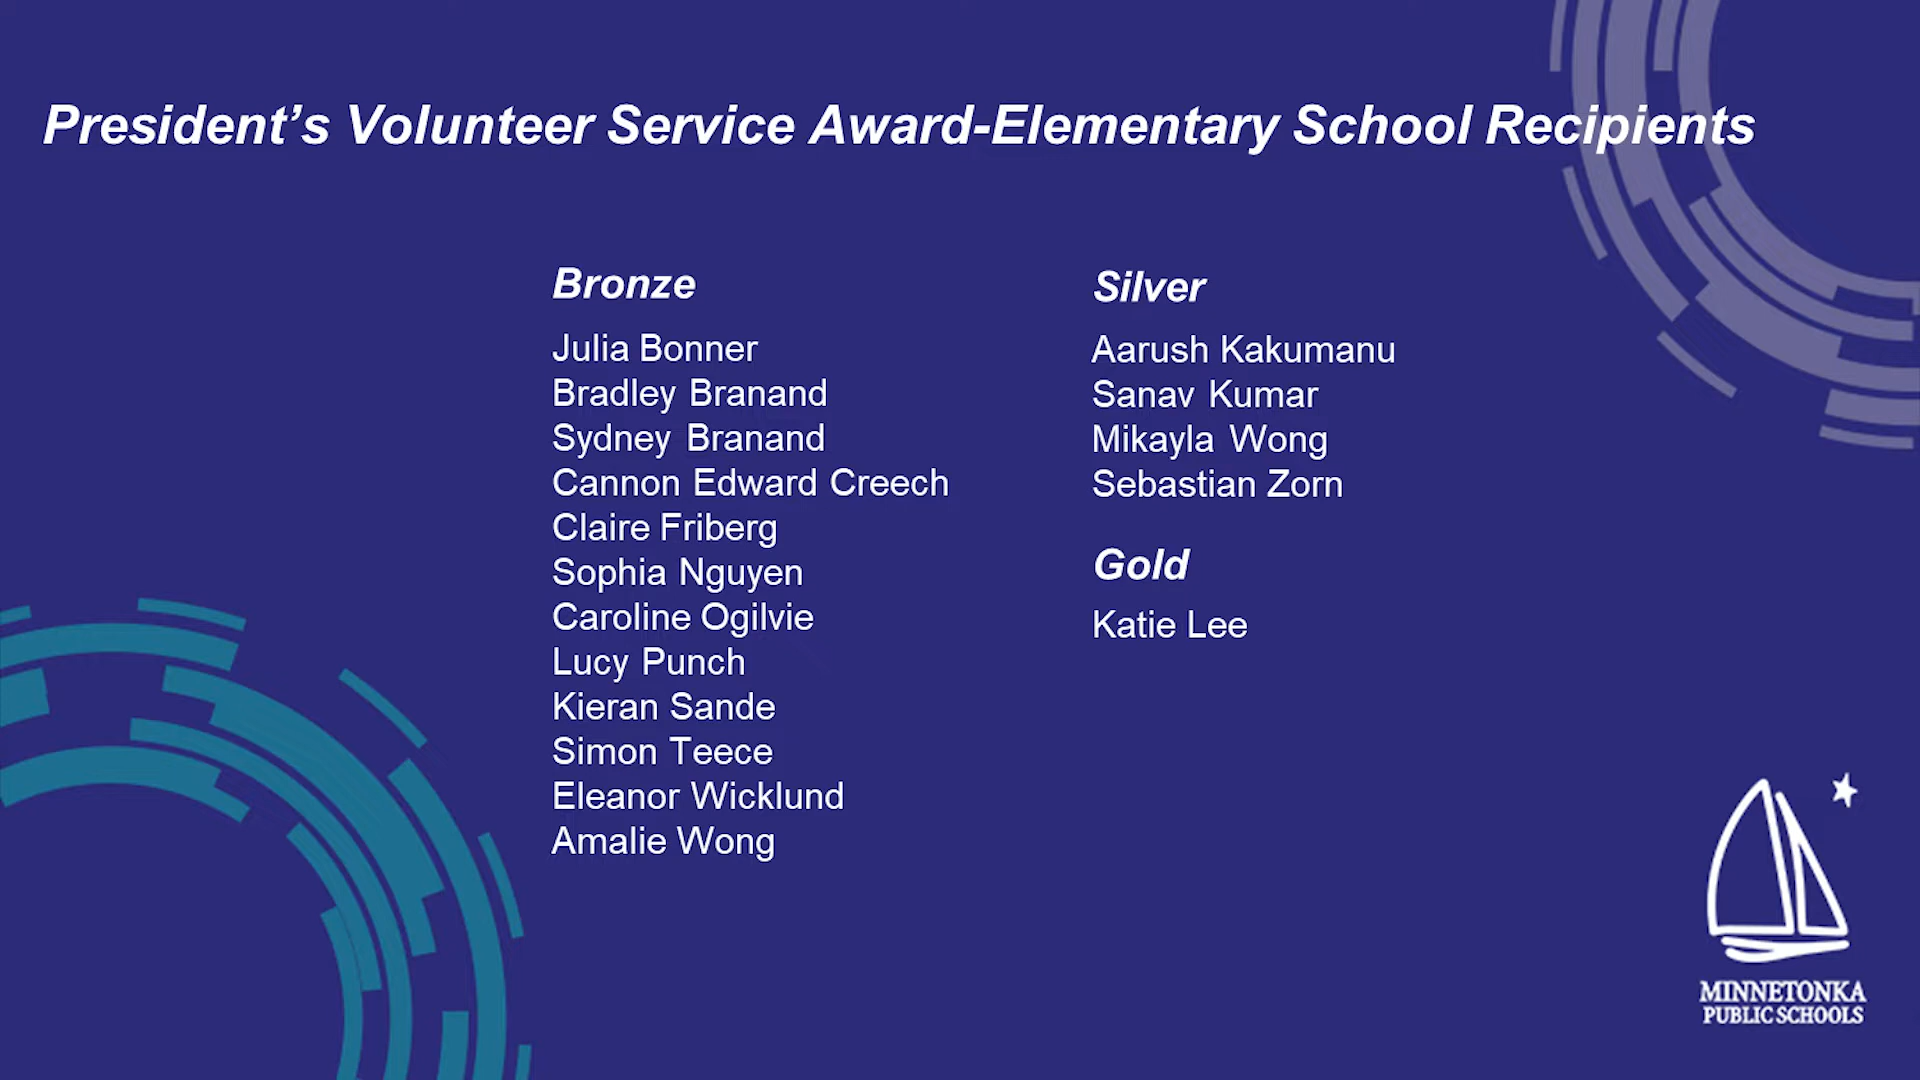 President’s Volunteer Service Award-Elementary School Recipients
Bronze
Julia Bonner
Bradley Branand
Sydney Branand
Cannon Edward Creech
Claire Friberg
Sophia Nguyen
Caroline Ogilvie
Lucy Punch
Kieran Sande
Simon Teece
Eleanor Wicklund
Amalie Wong
Silver
Aarush Kakumanu
Sanav Kumar
Mikayla Wong
Sebastian Zorn
Gold
Katie Lee
MINNETONKA
PUBLIC SCHOOLS